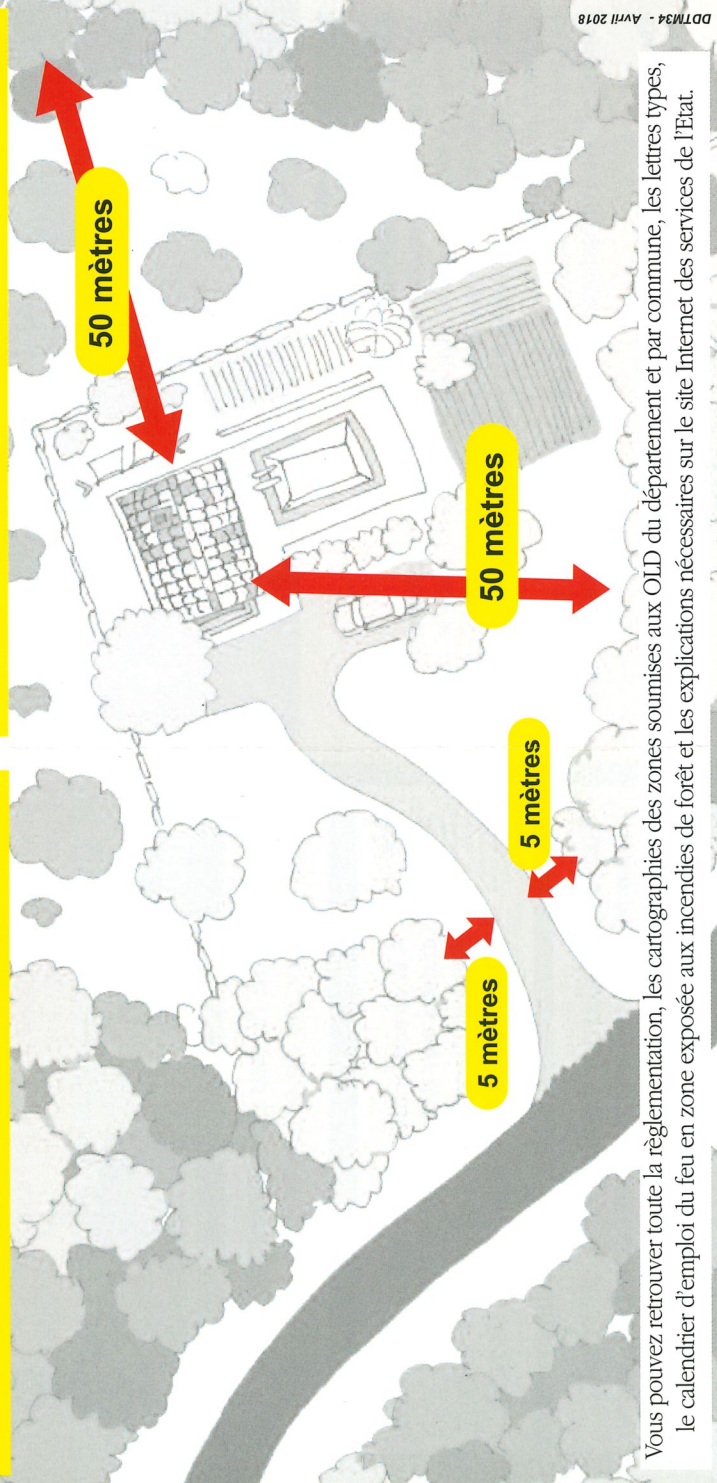 50 mètres
50 mètres
5 mètres
5 mètres
Vous pouvez retrouver toute la règlementation, les cartographies des zones soumises aux OLD du département et par commune, les lettres types,
le calendrier d'emploi du feu en zone exposée aux incendies de forêt et les explications nécessaires sur le site Internet des services de l'Etat.
DDTM34 - Avril 2018